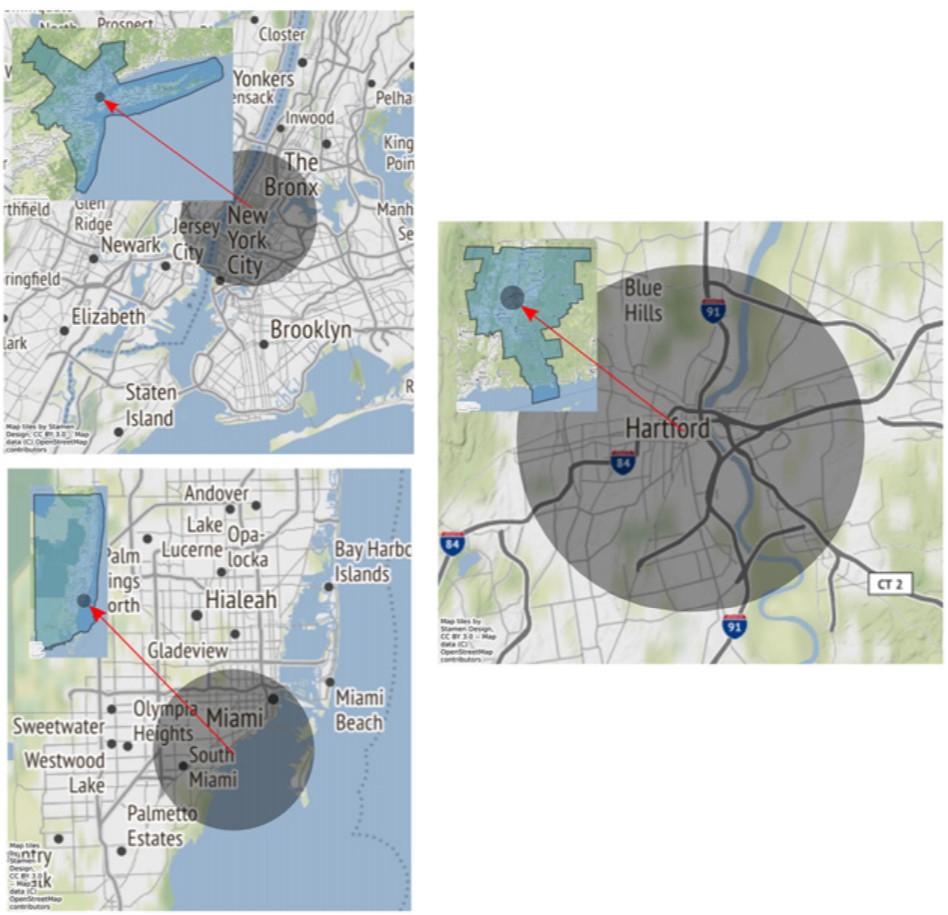 Closter
North
Prospect
Yonkers
ensack
Pelha
Inwood
King
Poin
The
Bronx
rthfield
Glen
Ridge
Manh
Se
New
York
City
Jersey
City
Newark
ringfield
Elizabeth
Brooklyn
lark
Staten
Island
R
Map tiles by Stamen
Design, CC BY 3.0 -- Map
data (C) OpenStreetMap
contributors
Blue
Hills
91
Hartford
84
84
CT 2
91
Map tiles by
Stamen Design,
CC BY 3.0 -- Map
data (C)
OpenStreetMap
contributors
Andover
Lake
Lucerne
Opa-
locka
Bay Harbo
Islands
Palm
ings
orth
Hialeah
Gladeview
Miami
Beach
Olympia
Heights
Miami
Sweetwater
South
Miami
Westwood
Lake
Palmetto
Estates
Map tiles
by
Stamen
Design,
CC BY 3.0
-- Map
data (C)
OpenStreetMap
contributors